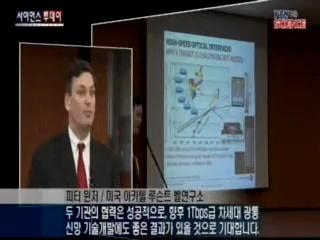 사이언스 투데이
YTN SCIENCE
HIGH-SPEED OPTICAL INTERFACES
피터 윈저 / 미국 아카텔 루슨트 벨연구소
두 기관의 협력은 성공적으로, 향후 1Tbps급 차세대 광통
신망 기술개발에도 좋은 결과가 있을 것으로 기대합니다.